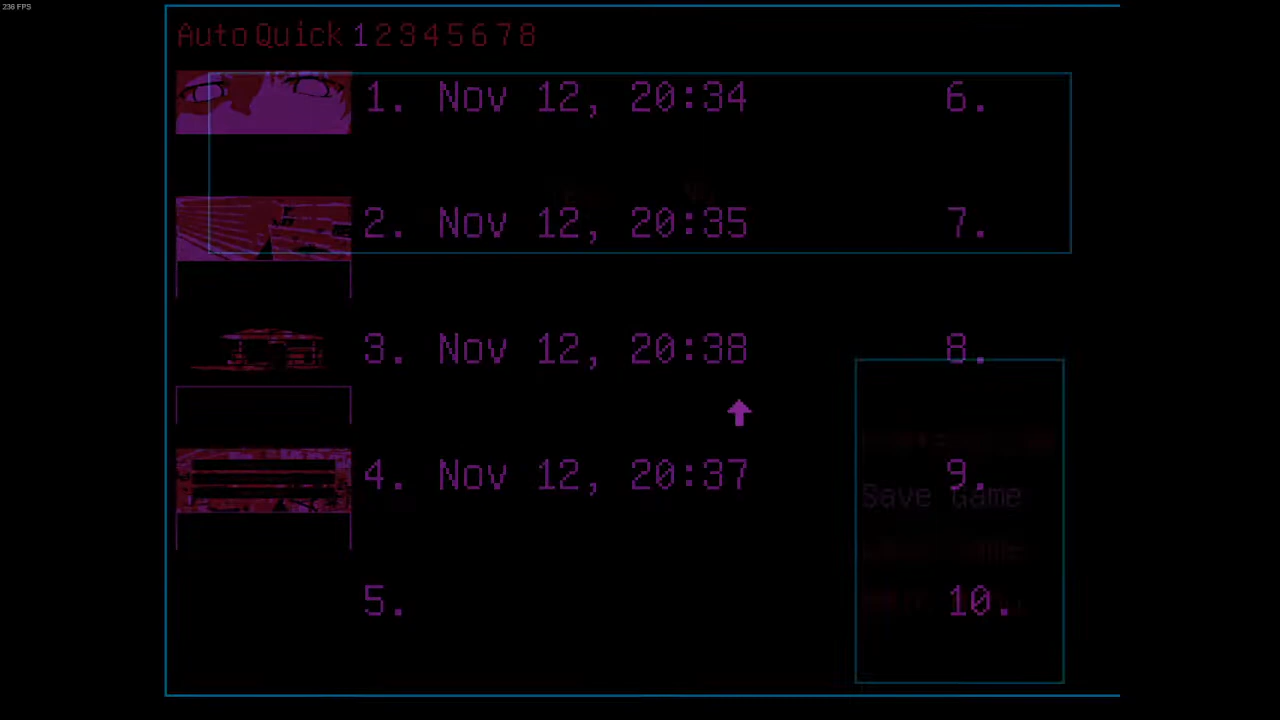 236 FPS
Auto Quick 1 2 3 4 5 6 7 8
1. Nov 12, 20:34
2. Nov 12, 20:35
3. Nov 12, 20:38
4. Nov 12, 20:37
5.
6.
7.
8.
9.
Save Game
10.